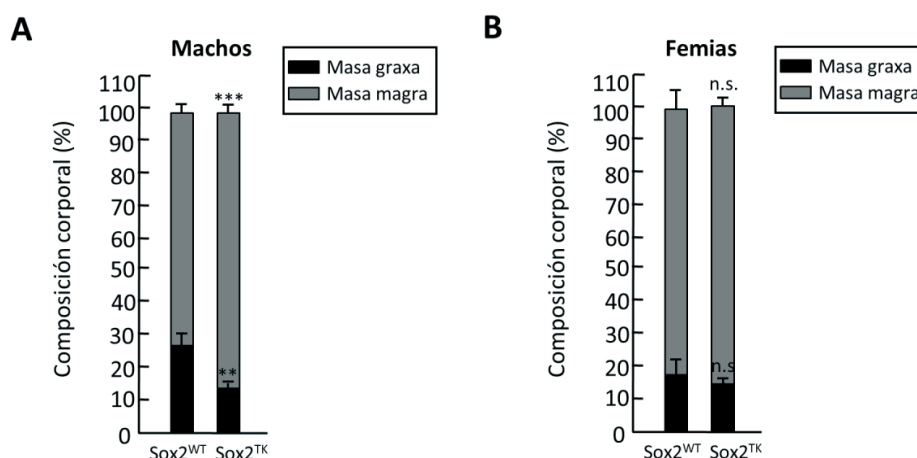 A
Machos
Masa graxa
Masa magra
Composición corporal (%)
110
100
90
80
70
60
50
40
30
20
10
0
***
**
Sox2WT
Sox2TK
B
Femias
Masa graxa
Masa magra
Composición corporal (%)
110
100
90
80
70
60
50
40
30
20
10
0
n.s.
n.s
Sox2WT
Sox2TK